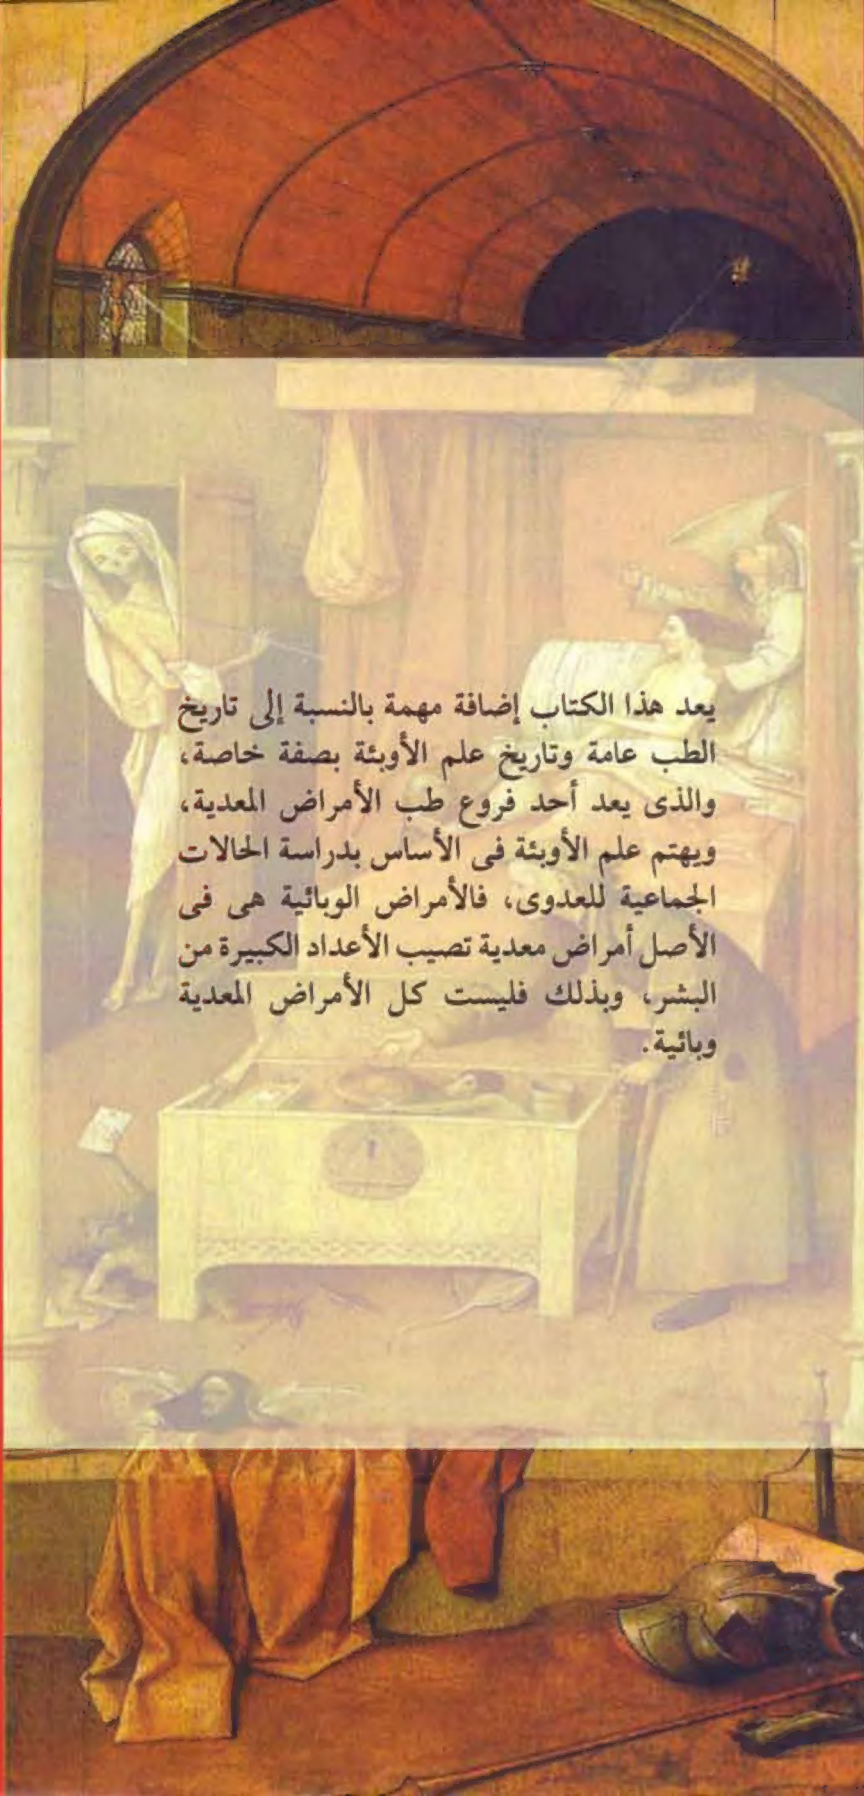 يعد هذا الكتاب إضافة مهمة بالنسبة إلى تاريخ
الطب عامة وتاريخ علم الأوبئة بصفة خاصة،
والذى يعد أحد فروع طب الأمراض المعدية،
ويهتم علم الأوبئة فى الأساس بدراسة الحالات
الجماعية للعدوى، فالأمراض الوبائية هى فى
الأصل أمراض معدية تصيب الأعداد الكبيرة من
البشر، وبذلك فليست كل الأمراض المعدية
وبائية.